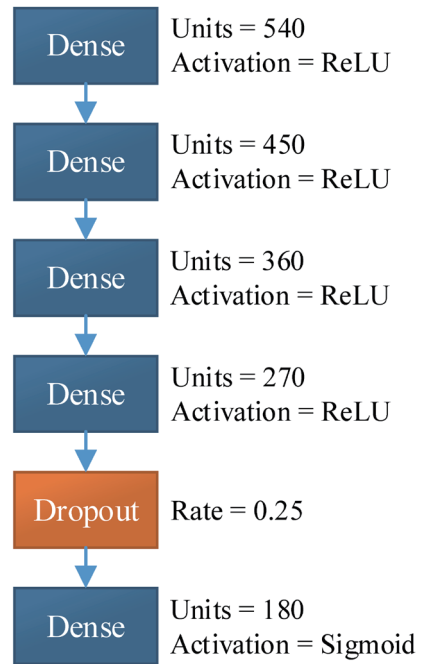 Dense
Units = 540
Activation = ReLU
Dense
Units = 450
Activation = ReLU
Dense
Units = 360
Activation = ReLU
Dense
Units = 270
Activation = ReLU
Dropout
Rate = 0.25
Dense
Units = 180
Activation = Sigmoid